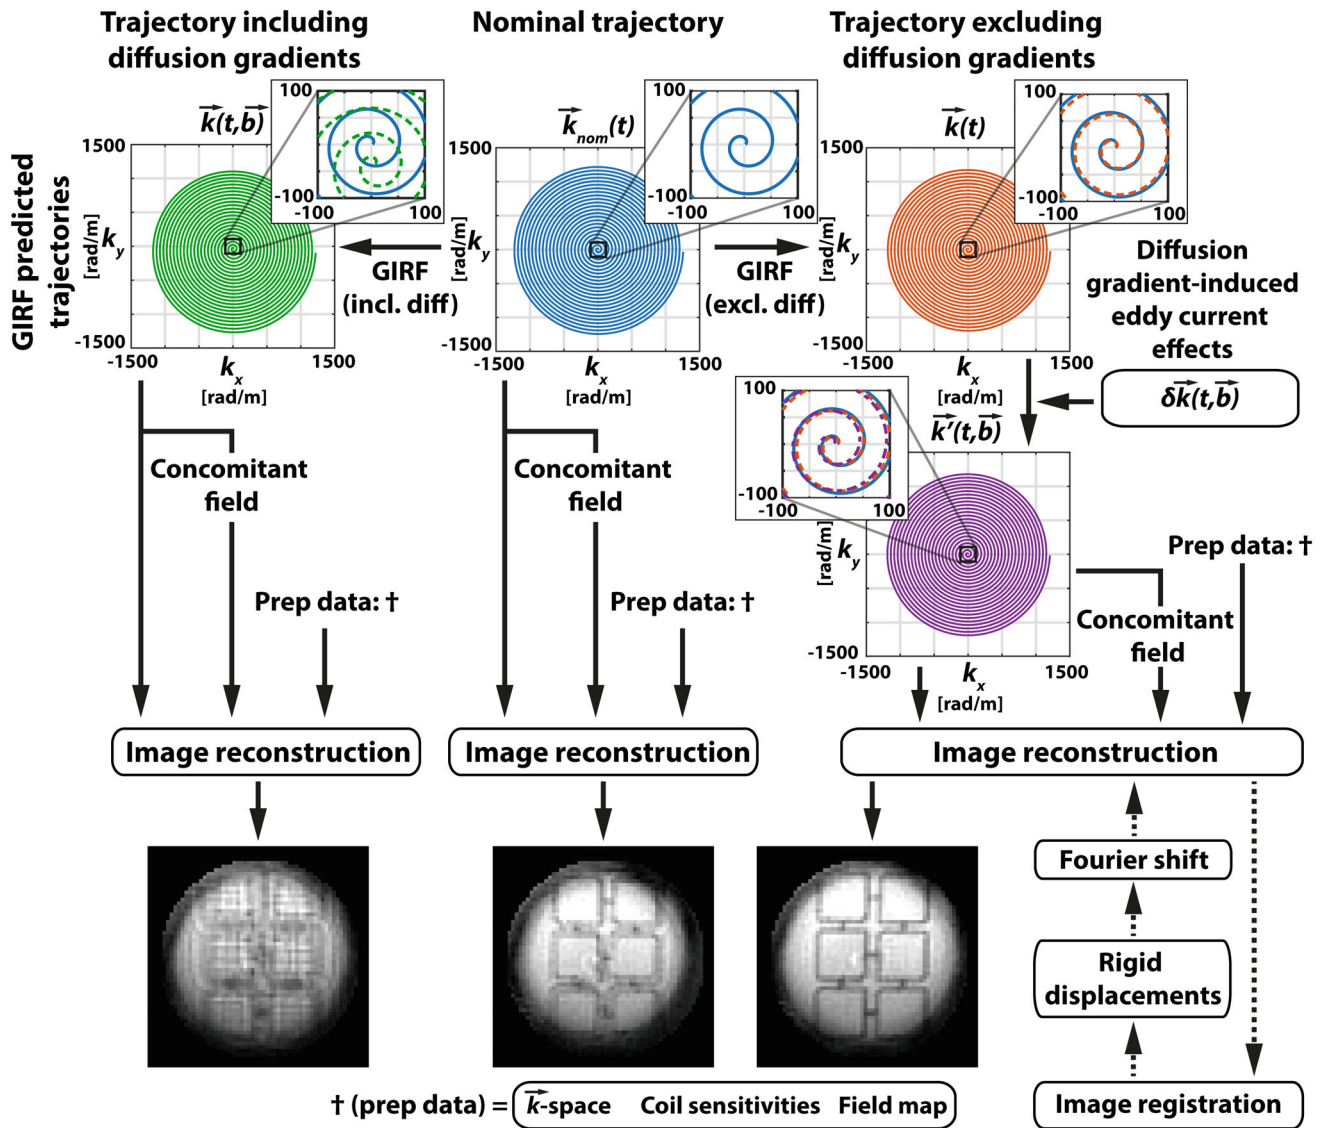 Trajectory including
diffusion gradients
Nominal trajectory
Trajectory excluding
diffusion gradients
GIRF predicted
trajectories
k(t,b)
100
-100
-100 100
1500
k_y
[rad/m]
-1500
-1500 1500
k_x
[rad/m]
GIRF
(incl. diff)
k_nom(t)
100
-100
-100 100
1500
k_y
[rad/m]
-1500
-1500 1500
k_x
[rad/m]
GIRF
(excl. diff)
k(t)
100
-100
-100 100
1500
k_y
[rad/m]
-1500
-1500 1500
k_x
[rad/m]
Diffusion
gradient-induced
eddy current
effects
δk(t,b)
k'(t,b)
100
-100
-100 100
k_y
[rad/m]
-1500
-1500 1500
k_x
[rad/m]
Concomitant
field
Prep data: †
Concomitant
field
Prep data: †
Prep data: †
Concomitant
field
Image reconstruction
Image reconstruction
Image reconstruction
Fourier shift
Rigid
displacements
Image registration
† (prep data) = k-space Coil sensitivities Field map